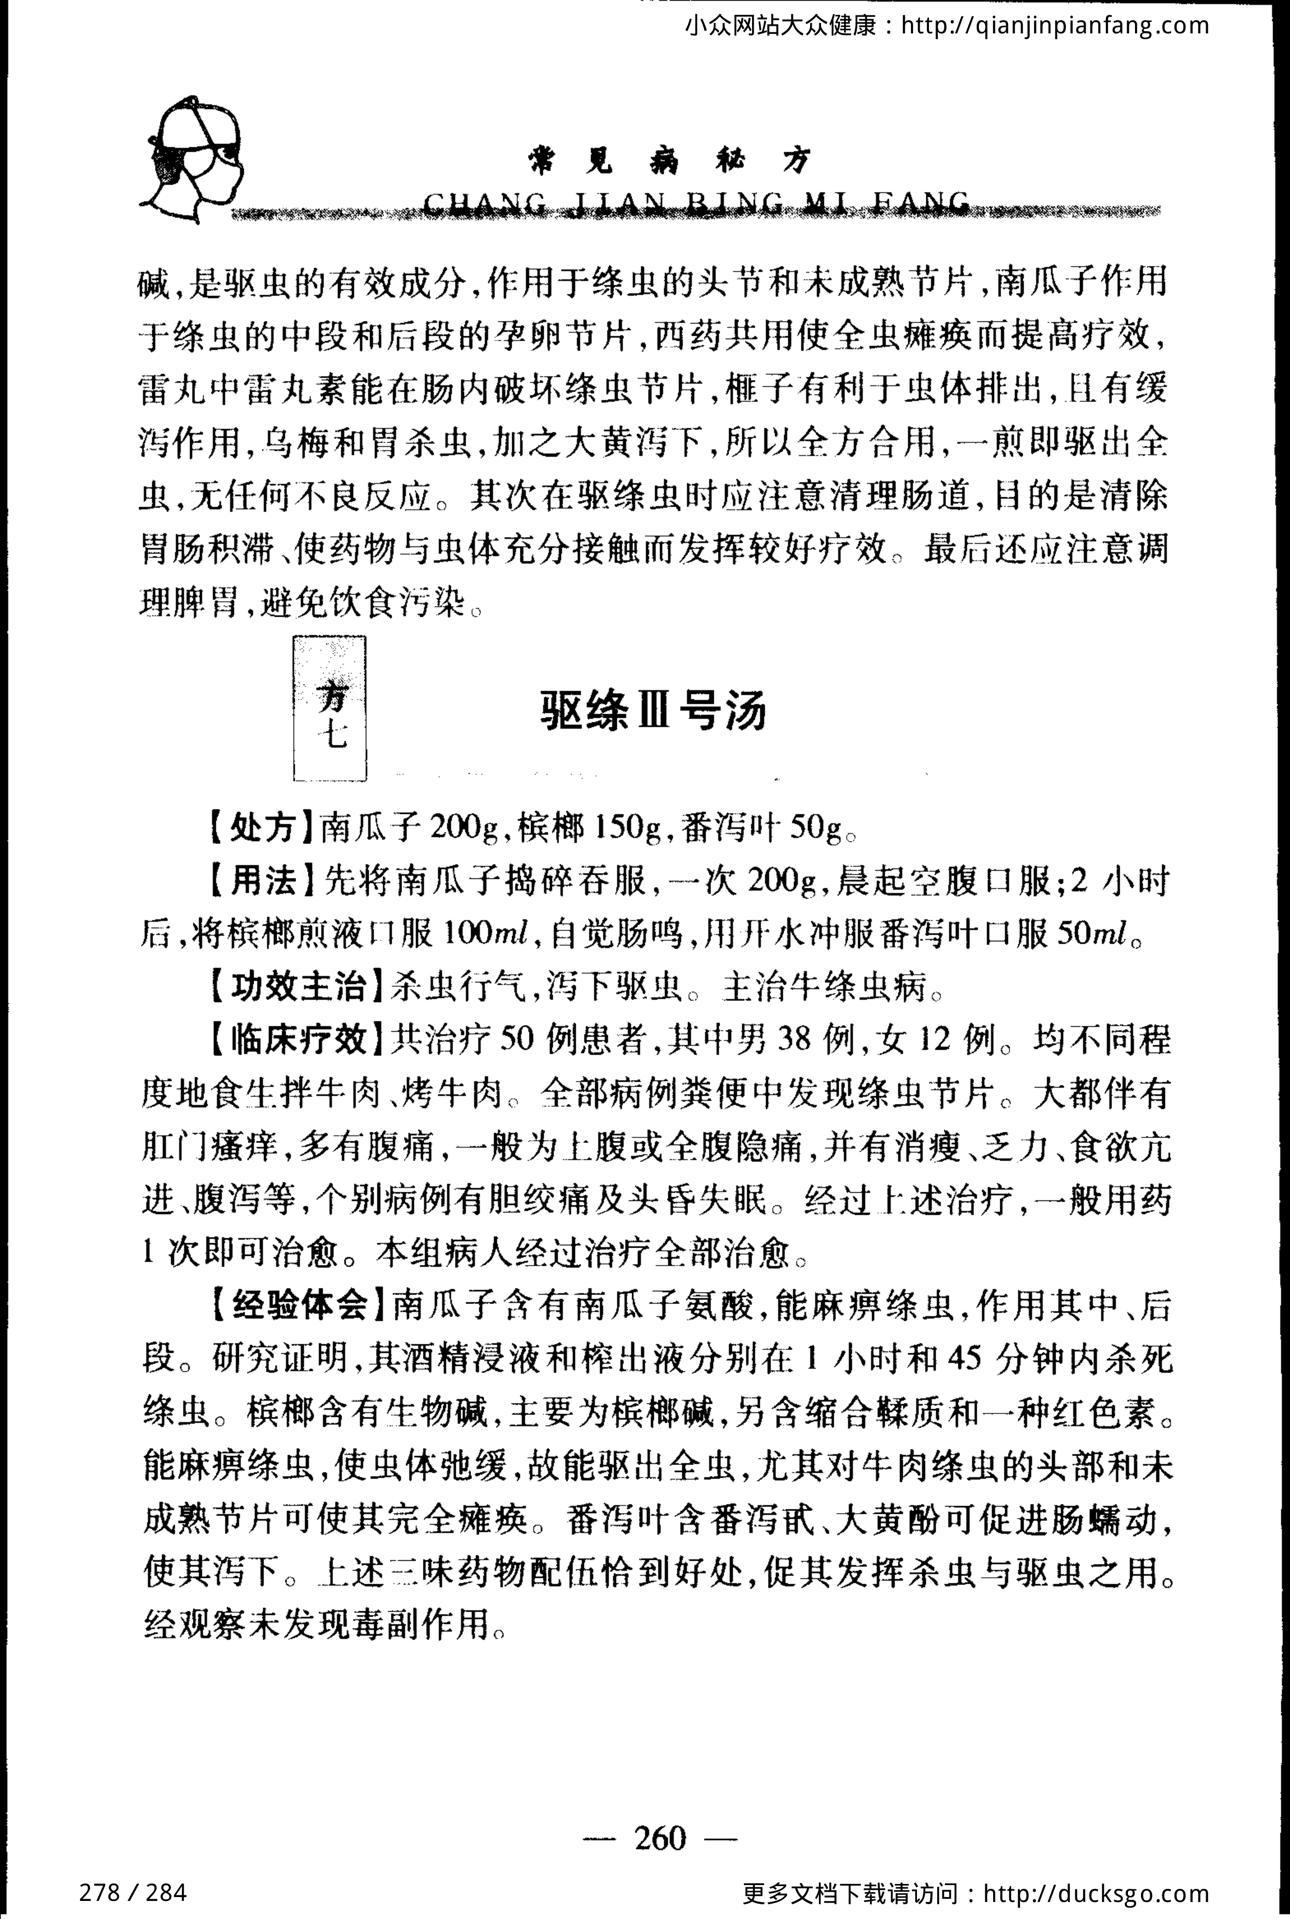 小众网站大众健康：http://qianjinpianfang.com
常见病秘方
CHANG JIAN BING MI FANG
碱,是驱虫的有效成分,作用于绦虫的头节和未成熟节片,南瓜子作用
于绦虫的中段和后段的孕卵节片,西药共用使全虫瘫痪而提高疗效,
雷丸中雷丸素能在肠内破坏绦虫节片,榧子有利于虫体排出,且有缓
泻作用,乌梅和胃杀虫,加之大黄泻下,所以全方合用,一煎即驱出全
虫,无任何不良反应。其次在驱绦虫时应注意清理肠道,目的是清除
胃肠积滞、使药物与虫体充分接触而发挥较好疗效。最后还应注意调
理脾胃,避免饮食污染。
方七
驱绦Ⅲ号汤
【处方】南瓜子 200g,槟榔 150g,番泻叶 50g。
【用法】先将南瓜子捣碎吞服,一次 200g,晨起空腹口服;2 小时
后,将槟榔煎液口服 100ml,自觉肠鸣,用开水冲服番泻叶口服 50ml。
【功效主治】杀虫行气,泻下驱虫。主治牛绦虫病。
【临床疗效】共治疗 50 例患者,其中男 38 例,女 12 例。均不同程
度地食生拌牛肉、烤牛肉。全部病例粪便中发现绦虫节片。大都伴有
肛门瘙痒,多有腹痛,一般为上腹或全腹隐痛,并有消瘦、乏力、食欲亢
进、腹泻等,个别病例有胆绞痛及头昏失眠。经过上述治疗,一般用药
1 次即可治愈。本组病人经过治疗全部治愈。
【经验体会】南瓜子含有南瓜子氨酸,能麻痹绦虫,作用其中、后
段。研究证明,其酒精浸液和榨出液分别在 1 小时和 45 分钟内杀死
绦虫。槟榔含有生物碱,主要为槟榔碱,另含缩合鞣质和一种红色素。
能麻痹绦虫,使虫体弛缓,故能驱出全虫,尤其对牛肉绦虫的头部和未
成熟节片可使其完全瘫痪。番泻叶含番泻甙、大黄酚可促进肠蠕动,
使其泻下。上述三味药物配伍恰到好处,促其发挥杀虫与驱虫之用。
经观察未发现毒副作用。
— 260 —
278 / 284
更多文档下载请访问：http://ducksgo.com